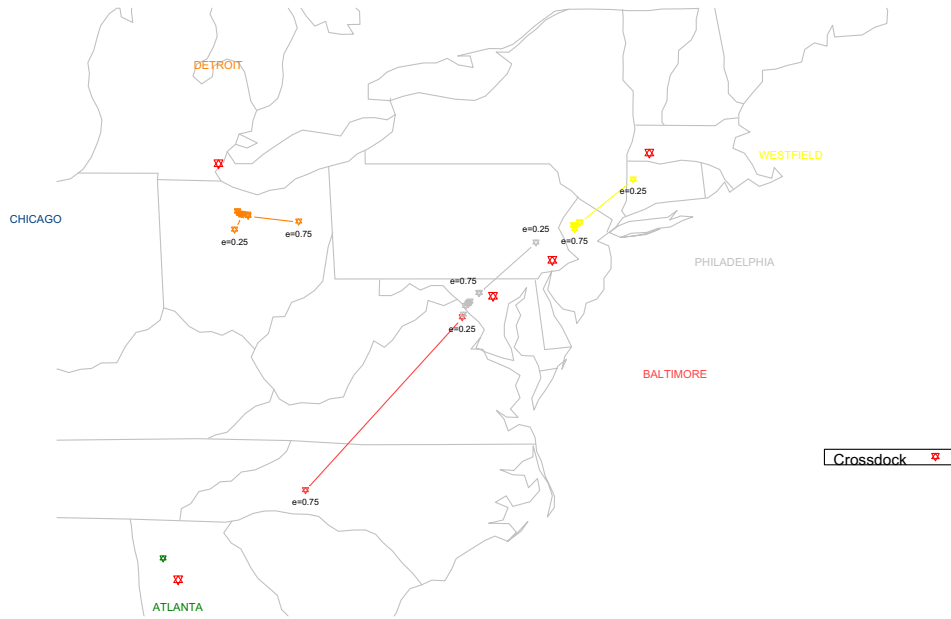 DETROIT
WESTFIELD
e=0.25
CHICAGO
e=0.25
e=0.75
e=0.25
e=0.75
PHILADELPHIA
e=0.75
e=0.25
BALTIMORE
Crossdock
e=0.75
ATLANTA